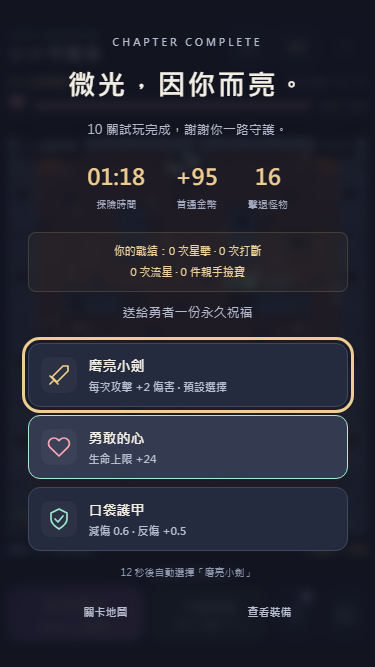 CHAPTER COMPLETE
微光，因你而亮。
10 關試玩完成，謝謝你一路守護。
01:18 +95 16
探險時間 首通金幣 擊退怪物
你的戰績：0 次星擊 · 0 次打斷
0 次流星 · 0 件親手撿寶
送給勇者一份永久祝福
磨亮小劍
每次攻擊 +2 傷害 · 預設選擇
勇敢的心
生命上限 +24
口袋護甲
減傷 0.6 · 反傷 +0.5
12 秒後自動選擇「磨亮小劍」
關卡地圖 查看裝備